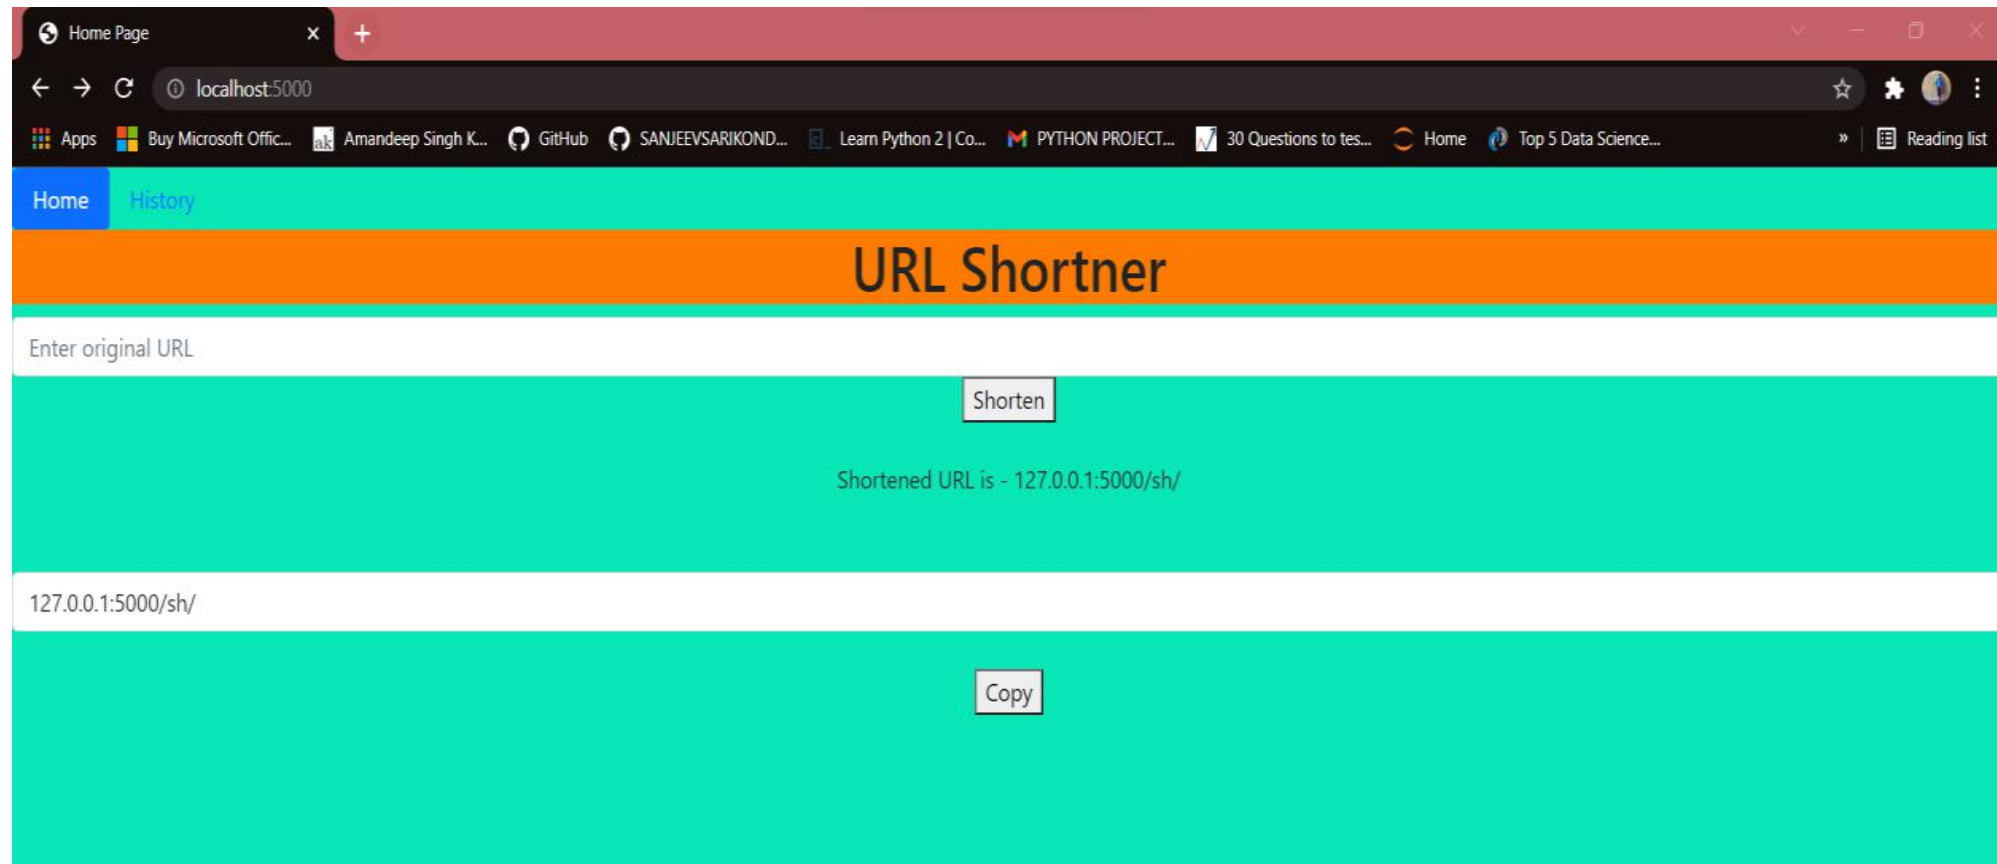 Home Page
localhost:5000
Apps Buy Microsoft Offic... ak Amandeep Singh K... GitHub SANJEEVSARIKOND... Learn Python 2 | Co... PYTHON PROJECT... 30 Questions to tes... Home Top 5 Data Science... » Reading list
Home History
URL Shortner
Enter original URL
Shorten
Shortened URL is - 127.0.0.1:5000/sh/
127.0.0.1:5000/sh/
Copy